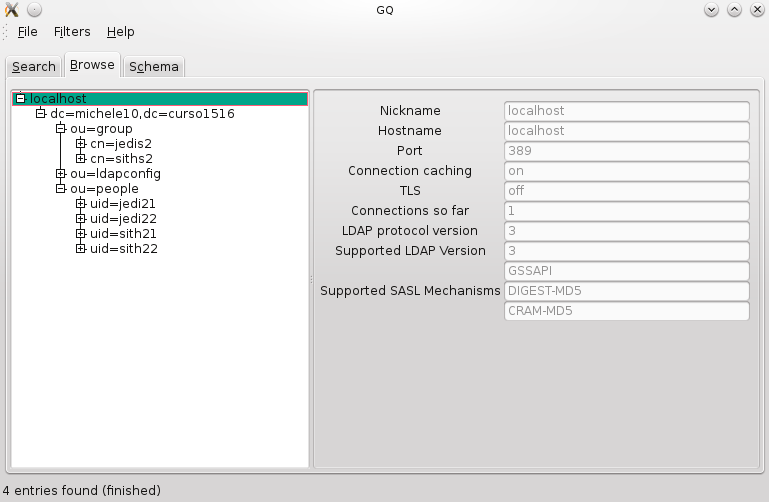 GQ
File Filters Help
Search Browse Schema
localhost
dc=michele10,dc=curso1516
ou=group
cn=jedis2
cn=siths2
ou=ldapconfig
ou=people
uid=jedi21
uid=jedi22
uid=sith21
uid=sith22
Nickname localhost
Hostname localhost
Port 389
Connection caching on
TLS off
Connections so far 1
LDAP protocol version 3
Supported LDAP Version 3
GSSAPI
Supported SASL Mechanisms DIGEST-MD5
CRAM-MD5
4 entries found (finished)